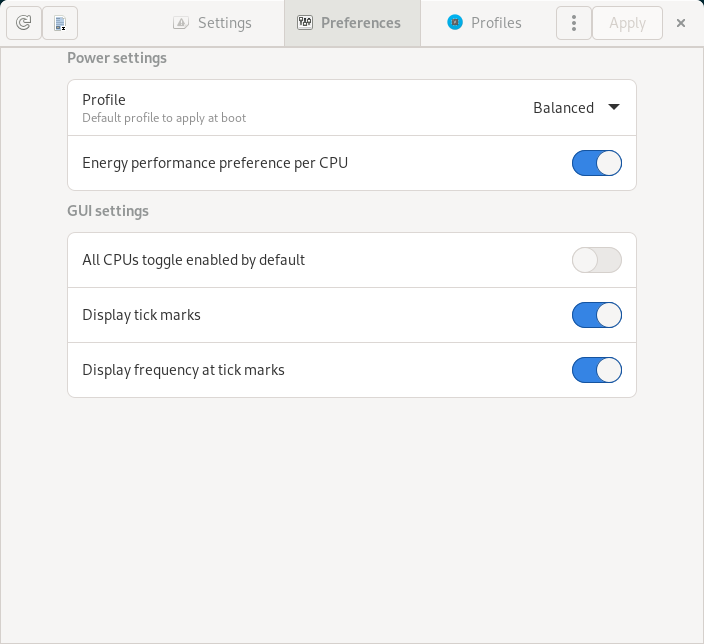 Settings
Preferences
Profiles
Apply
Power settings
Profile
Default profile to apply at boot
Balanced
Energy performance preference per CPU
GUI settings
All CPUs toggle enabled by default
Display tick marks
Display frequency at tick marks